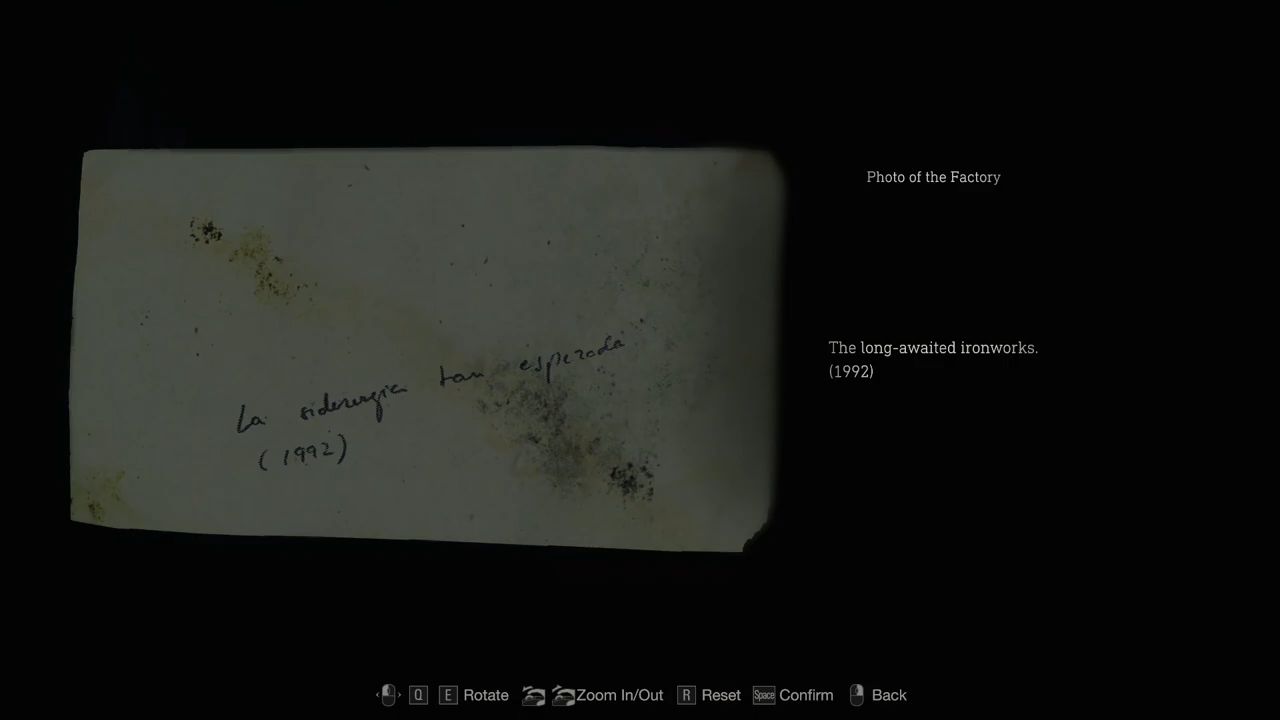 Photo of the Factory
La siderurgia tan esperada
(1992)
The long-awaited ironworks.
(1992)
Q E Rotate Zoom In/Out R Reset Space Confirm Back